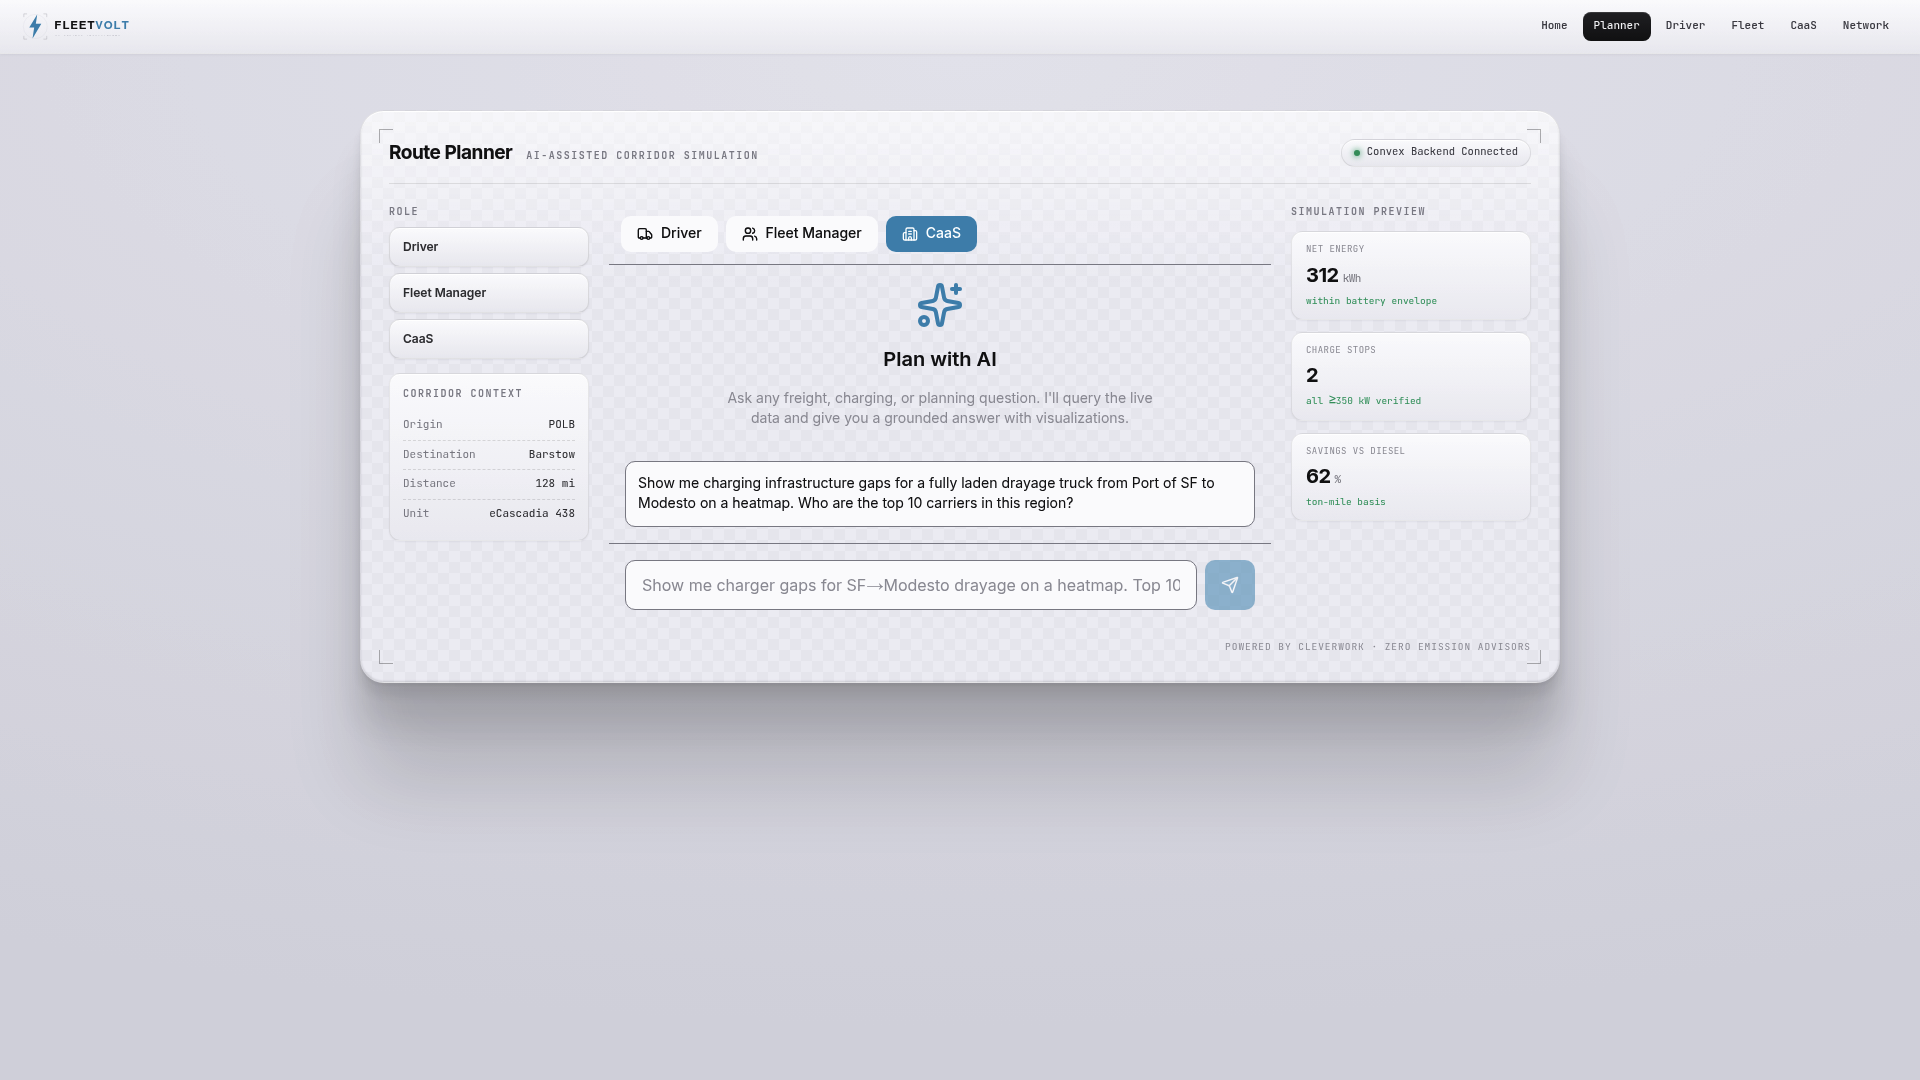 FLEETVOLT
Home
Planner
Driver
Fleet
CaaS
Network
Route Planner
AI-ASSISTED CORRIDOR SIMULATION
Convex Backend Connected
ROLE
Driver
Fleet Manager
CaaS
CORRIDOR CONTEXT
Origin POLB
Destination Barstow
Distance 128 mi
Unit eCascadia 438
Driver
Fleet Manager
CaaS
Plan with AI
Ask any freight, charging, or planning question. I'll query the live
data and give you a grounded answer with visualizations.
Show me charging infrastructure gaps for a fully laden drayage truck from Port of SF to
Modesto on a heatmap. Who are the top 10 carriers in this region?
Show me charger gaps for SF→Modesto drayage on a heatmap. Top 10
SIMULATION PREVIEW
NET ENERGY
312 kWh
within battery envelope
CHARGE STOPS
2
all ≥350 kW verified
SAVINGS VS DIESEL
62 %
ton-mile basis
POWERED BY CLEVERWORK · ZERO EMISSION ADVISORS